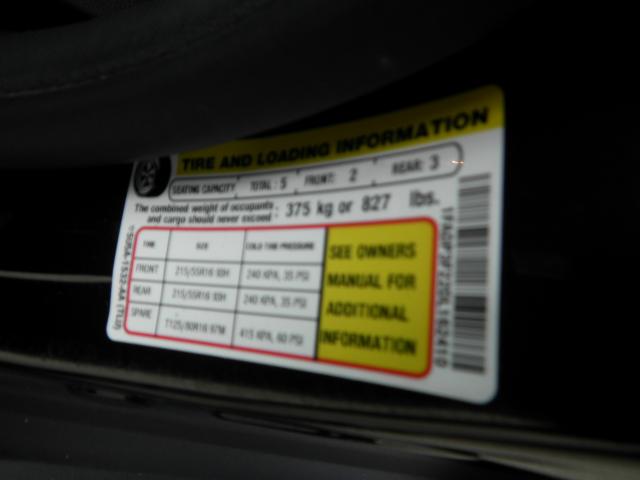 TIRE AND LOADING INFORMATION
SEATING CAPACITY TOTAL: 5 FRONT: 2 REAR: 3
The combined weight of occupants and cargo should never exceed: 375 kg or 827 lbs.
TIRE SIZE COLD TIRE PRESSURE
FRONT 215/55R16 93H 240 KPA, 35 PSI
REAR 215/55R16 93H 240 KPA, 35 PSI
SPARE T125/80R16 97M 415 KPA, 60 PSI
SEE OWNERS
MANUAL FOR
ADDITIONAL
INFORMATION